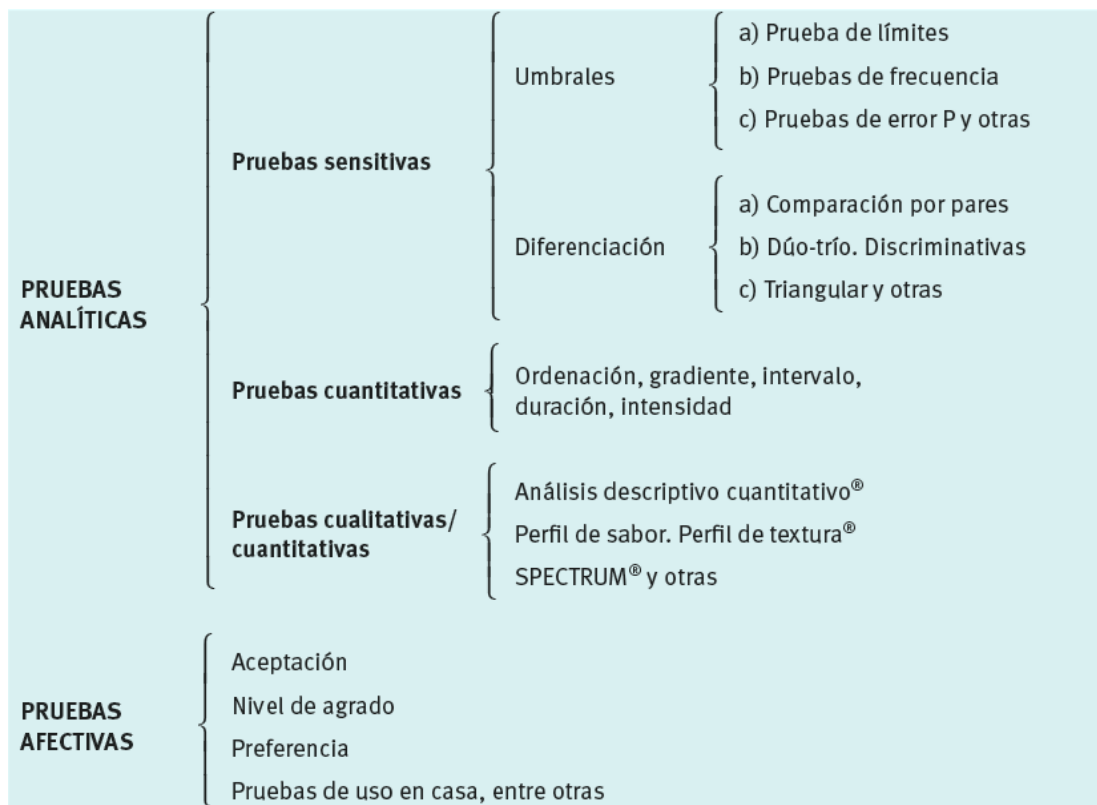 PRUEBAS
ANALÍTICAS
Pruebas sensitivas
Umbrales
a) Prueba de límites
b) Pruebas de frecuencia
c) Pruebas de error P y otras
Diferenciación
a) Comparación por pares
b) Dúo-trío. Discriminativas
c) Triangular y otras
Pruebas cuantitativas
Ordenación, gradiente, intervalo,
duración, intensidad
Pruebas cualitativas/
cuantitativas
Análisis descriptivo cuantitativo®
Perfil de sabor. Perfil de textura®
SPECTRUM® y otras
PRUEBAS
AFECTIVAS
Aceptación
Nivel de agrado
Preferencia
Pruebas de uso en casa, entre otras